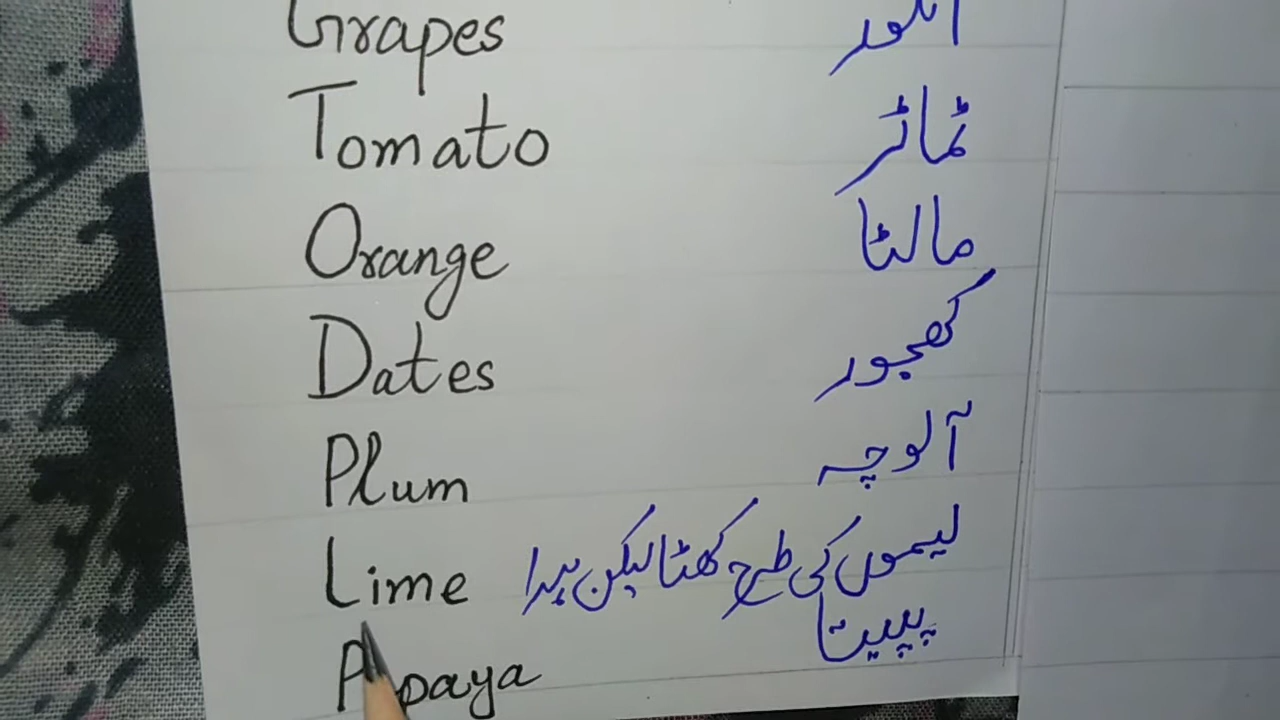 Grapes انگور
Tomato ٹماٹر
Orange مالٹا
Dates کھجور
Plum آلوچہ
Lime لیموں کی طرح کھٹا لیکن ہرا
Papaya پپیتا